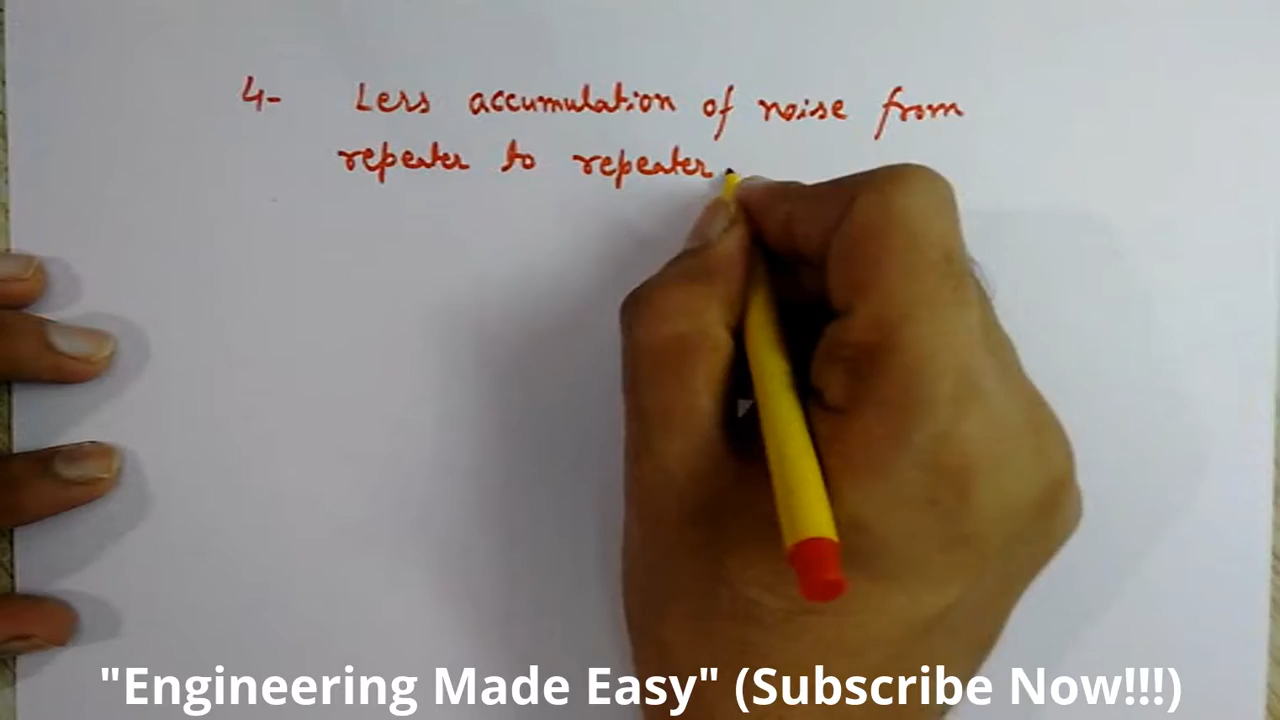 4- Less accumulation of noise from
repeater to repeater.
"Engineering Made Easy" (Subscribe Now!!!)